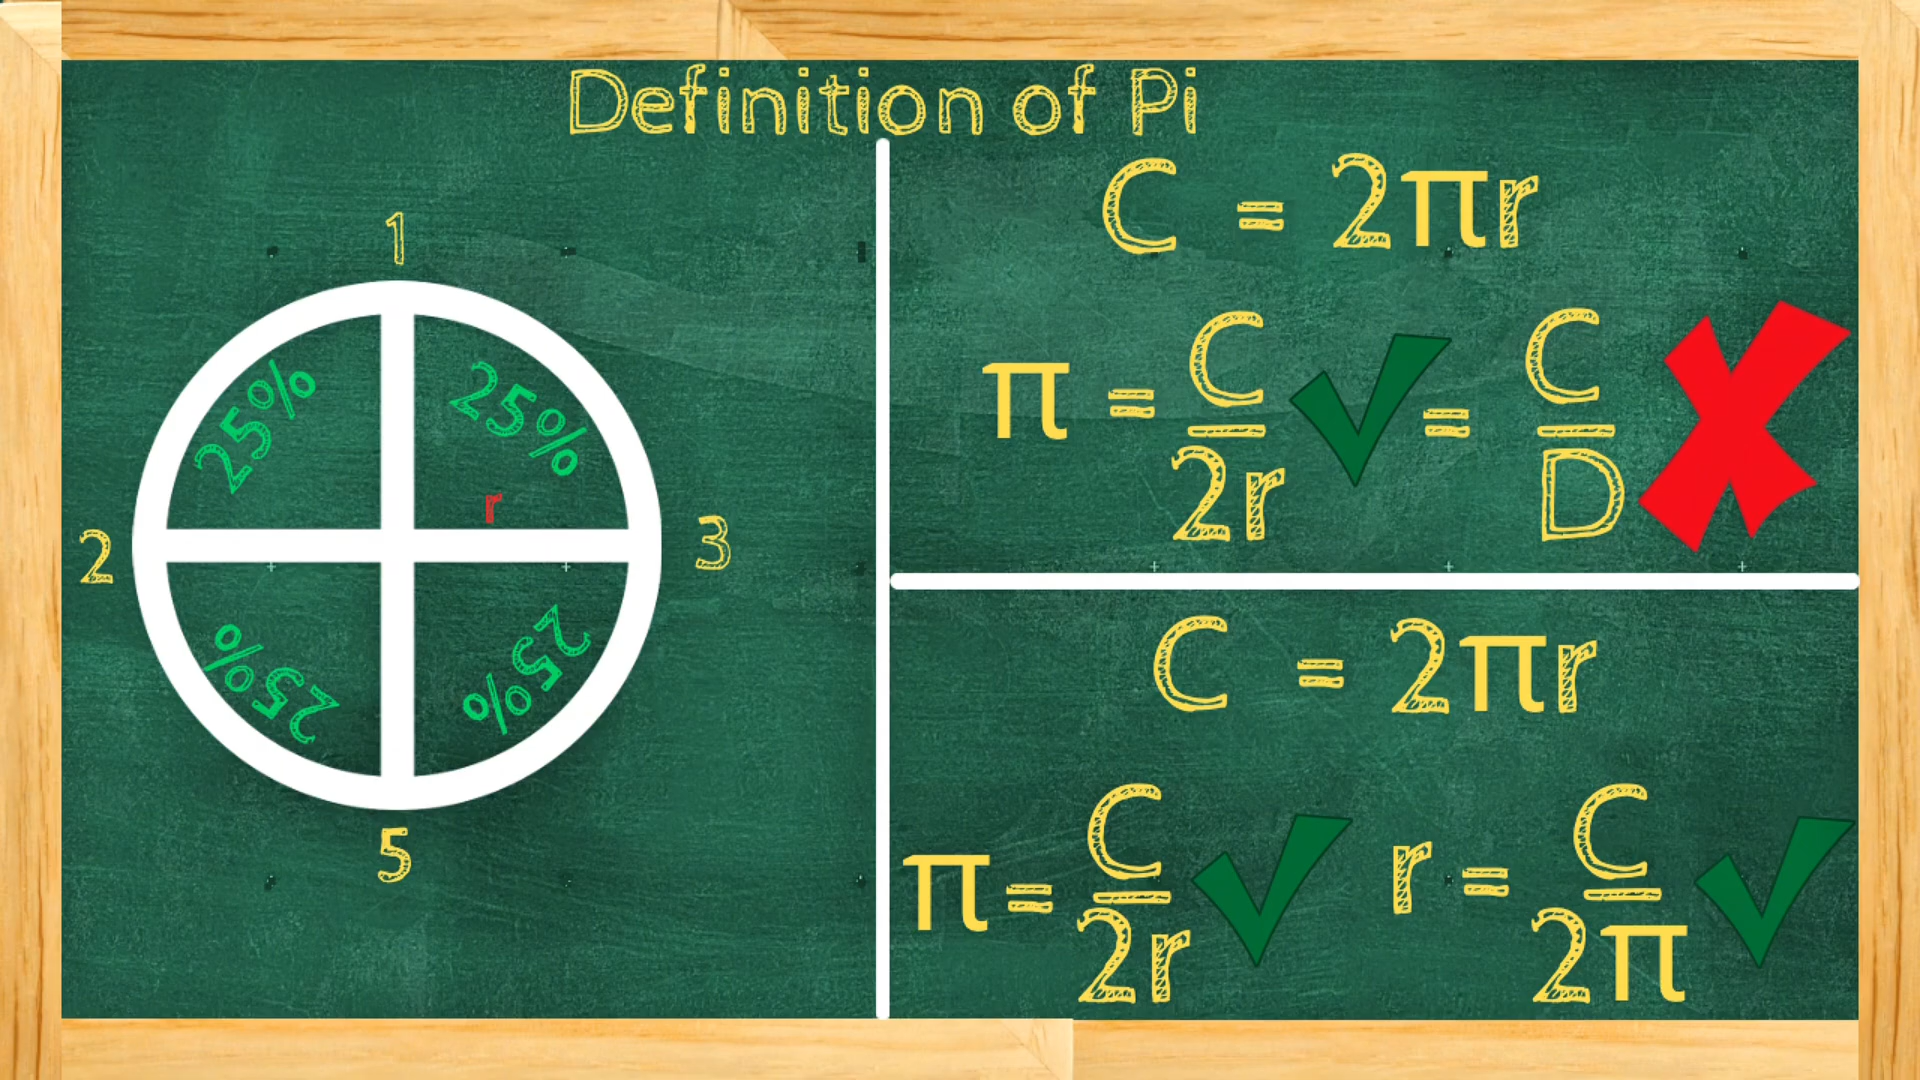 Definition of Pi
1
25%
25%
r
2
3
25%
25%
5
C = 2πr
π = C/2r = C/D
C = 2πr
π = C/2r
r = C/2π